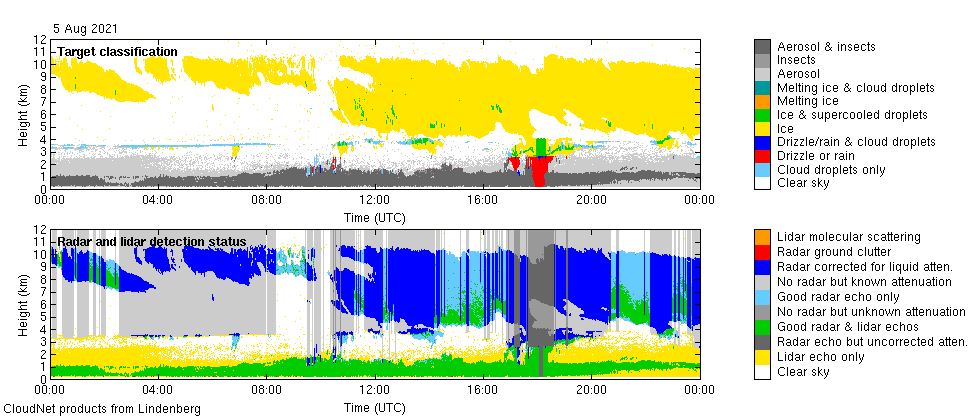 5 Aug 2021
Target classification
12
11
10
9
8
7
6
5
4
3
2
1
0
Height (km)
00:00 04:00 08:00 12:00 16:00 20:00 00:00
Time (UTC)
Aerosol & insects
Insects
Aerosol
Melting ice & cloud droplets
Melting ice
Ice & supercooled droplets
Ice
Drizzle/rain & cloud droplets
Drizzle or rain
Cloud droplets only
Clear sky
Radar and lidar detection status
12
11
10
9
8
7
6
5
4
3
2
1
0
Height (km)
00:00 04:00 08:00 12:00 16:00 20:00 00:00
Time (UTC)
Lidar molecular scattering
Radar ground clutter
Radar corrected for liquid atten.
No radar but known attenuation
Good radar echo only
No radar but unknown attenuation
Good radar & lidar echos
Radar echo but uncorrected atten.
Lidar echo only
Clear sky
CloudNet products from Lindenberg